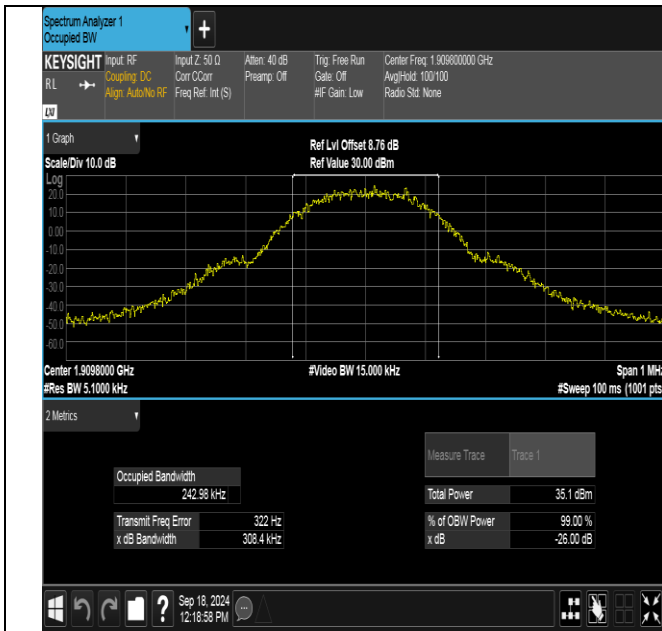 Spectrum Analyzer 1
Occupied BW
+
KEYSIGHT Input: RF Input Z: 50 Ω Atten: 40 dB Trig: Free Run Center Freq: 1.909800000 GHz
RL Coupling: DC Corr CCorr Preamp: Off Gate: Off Avg|Hold: 100/100
Align: Auto/No RF Freq Ref: Int (S) #IF Gain: Low Radio Std: None
LXI
1 Graph
Ref Lvl Offset 8.76 dB
Scale/Div 10.0 dB Ref Value 30.00 dBm
Log
20.0
10.0
0.00
-10.0
-20.0
-30.0
-40.0
-50.0
-60.0
Center 1.9098000 GHz #Video BW 15.000 kHz Span 1 MHz
#Res BW 5.1000 kHz #Sweep 100 ms (1001 pts
2 Metrics
Measure Trace Trace 1
Occupied Bandwidth
242.98 kHz
Total Power 35.1 dBm
Transmit Freq Error 322 Hz % of OBW Power 99.00 %
x dB Bandwidth 308.4 kHz x dB -26.00 dB
? Sep 18, 2024
12:18:58 PM